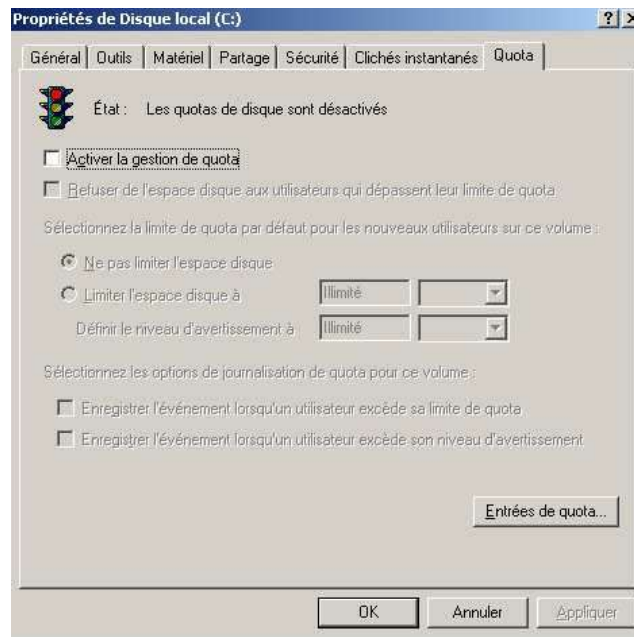 Propriétés de Disque local (C:)
Général Outils Matériel Partage Sécurité Clichés instantanés Quota
État : Les quotas de disque sont désactivés
Activer la gestion de quota
Refuser de l'espace disque aux utilisateurs qui dépassent leur limite de quota
Sélectionnez la limite de quota par défaut pour les nouveaux utilisateurs sur ce volume :
Ne pas limiter l'espace disque
Limiter l'espace disque à Illimité
Définir le niveau d'avertissement à Illimité
Sélectionnez les options de journalisation de quota pour ce volume :
Enregistrer l'événement lorsqu'un utilisateur excède sa limite de quota
Enregistrer l'événement lorsqu'un utilisateur excède son niveau d'avertissement
Entrées de quota...
OK Annuler Appliquer